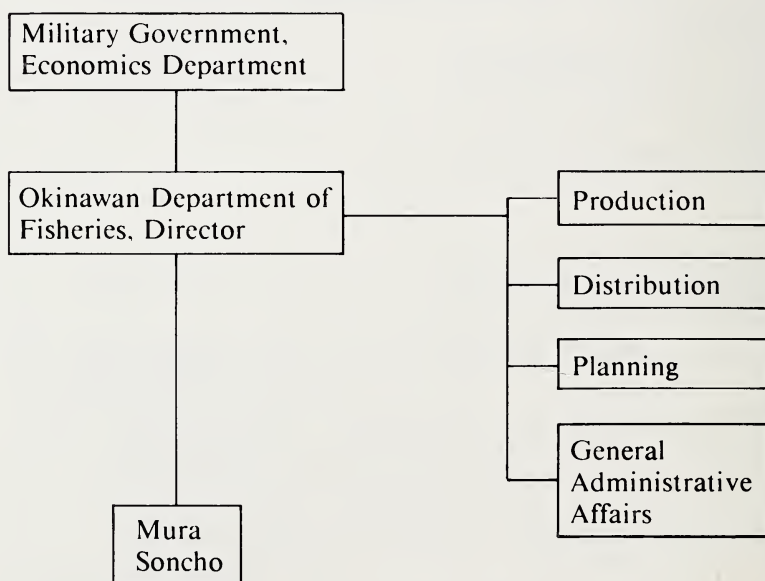 Military Government,
Economics Department
Okinawan Department of
Fisheries, Director
Production
Distribution
Planning
General
Administrative
Affairs
Mura
Soncho